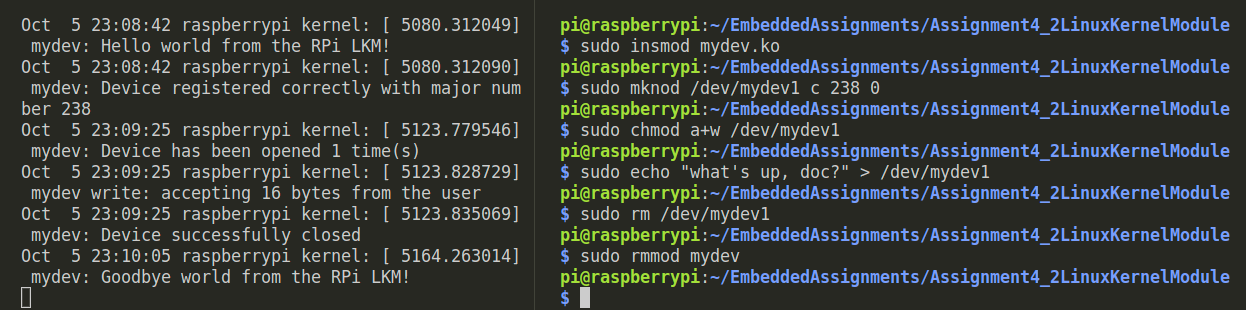 Oct  5 23:08:42 raspberrypi kernel: [ 5080.312049]
 mydev: Hello world from the RPi LKM!
Oct  5 23:08:42 raspberrypi kernel: [ 5080.312090]
 mydev: Device registered correctly with major num
ber 238
Oct  5 23:09:25 raspberrypi kernel: [ 5123.779546]
 mydev: Device has been opened 1 time(s)
Oct  5 23:09:25 raspberrypi kernel: [ 5123.828729]
 mydev write: accepting 16 bytes from the user
Oct  5 23:09:25 raspberrypi kernel: [ 5123.835069]
 mydev: Device successfully closed
Oct  5 23:10:05 raspberrypi kernel: [ 5164.263014]
 mydev: Goodbye world from the RPi LKM!
pi@raspberrypi:~/EmbeddedAssignments/Assignment4_2LinuxKernelModule
$ sudo insmod mydev.ko
pi@raspberrypi:~/EmbeddedAssignments/Assignment4_2LinuxKernelModule
$ sudo mknod /dev/mydev1 c 238 0
pi@raspberrypi:~/EmbeddedAssignments/Assignment4_2LinuxKernelModule
$ sudo chmod a+w /dev/mydev1
pi@raspberrypi:~/EmbeddedAssignments/Assignment4_2LinuxKernelModule
$ sudo echo "what's up, doc?" > /dev/mydev1
pi@raspberrypi:~/EmbeddedAssignments/Assignment4_2LinuxKernelModule
$ sudo rm /dev/mydev1
pi@raspberrypi:~/EmbeddedAssignments/Assignment4_2LinuxKernelModule
$ sudo rmmod mydev
pi@raspberrypi:~/EmbeddedAssignments/Assignment4_2LinuxKernelModule
$